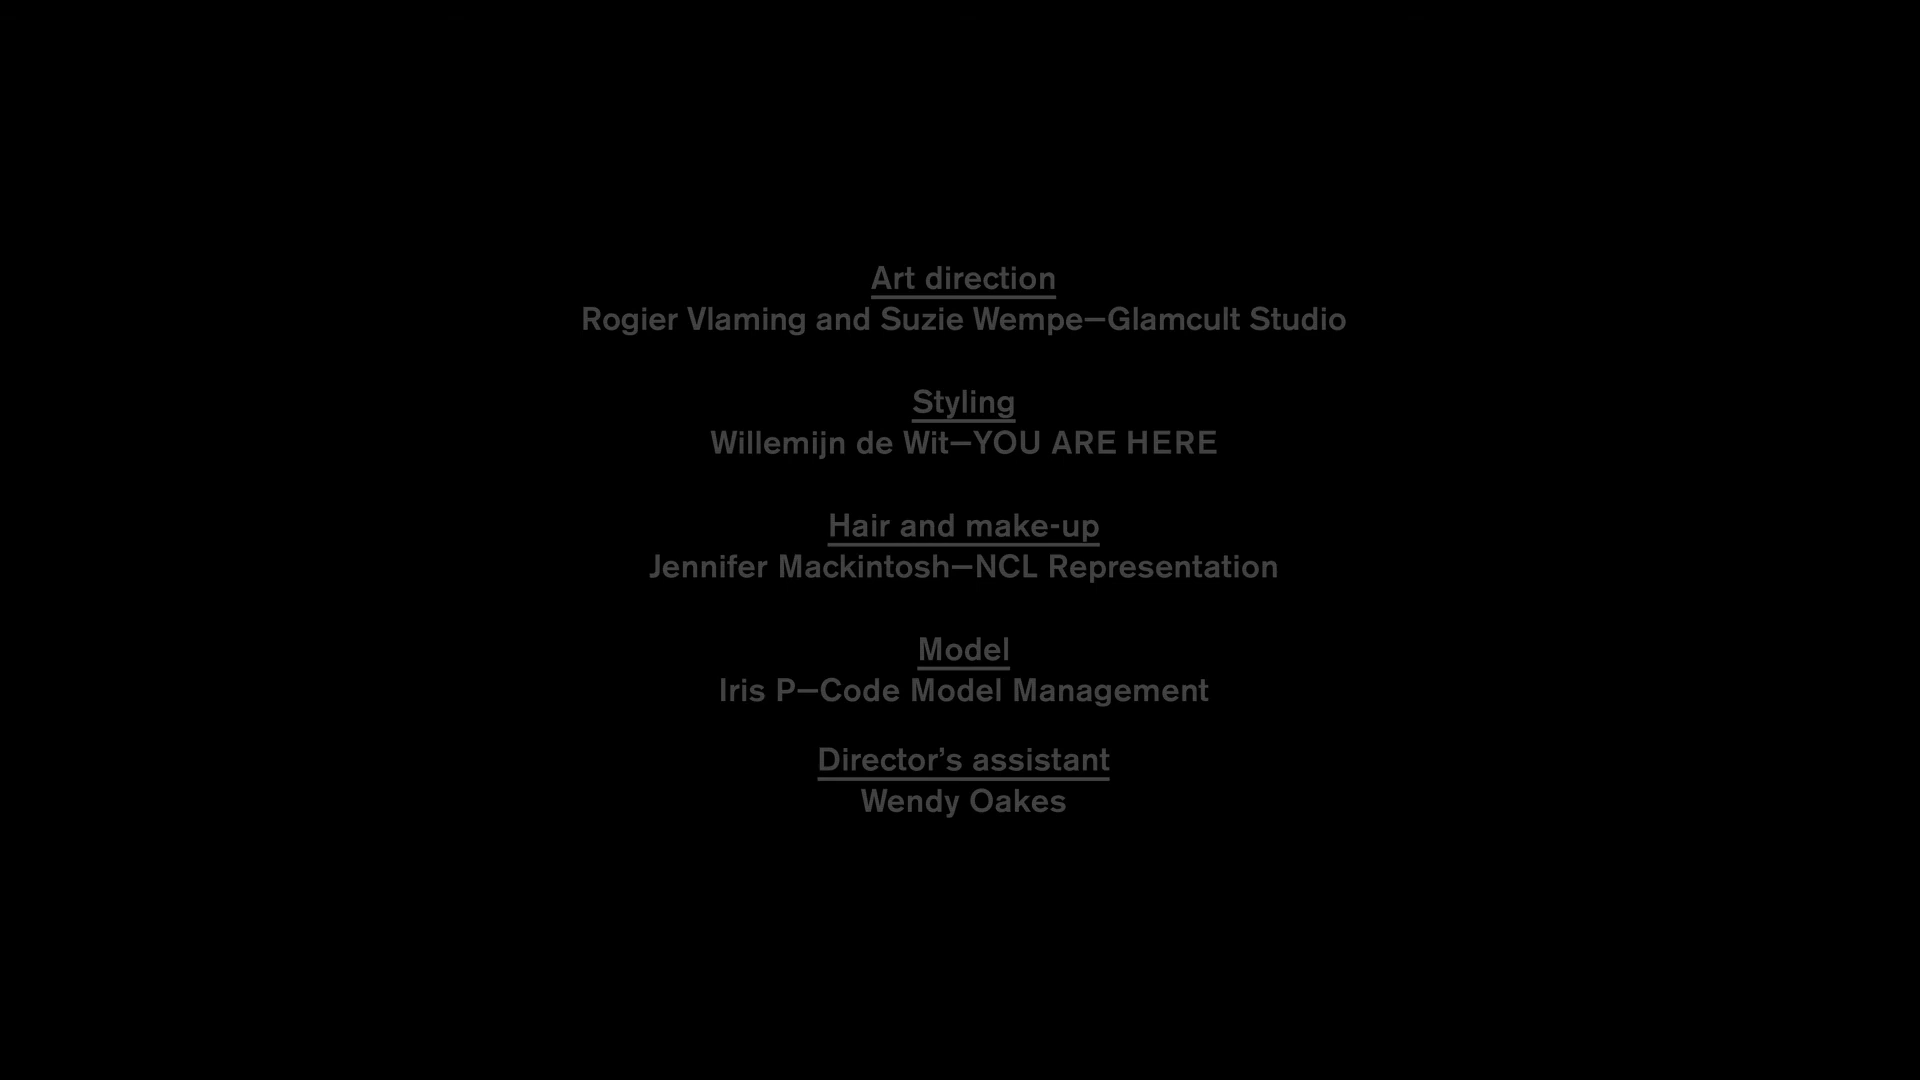 Art direction
Rogier Vlaming and Suzie Wempe—Glamcult Studio
Styling
Willemijn de Wit—YOU ARE HERE
Hair and make-up
Jennifer Mackintosh—NCL Representation
Model
Iris P—Code Model Management
Director’s assistant
Wendy Oakes